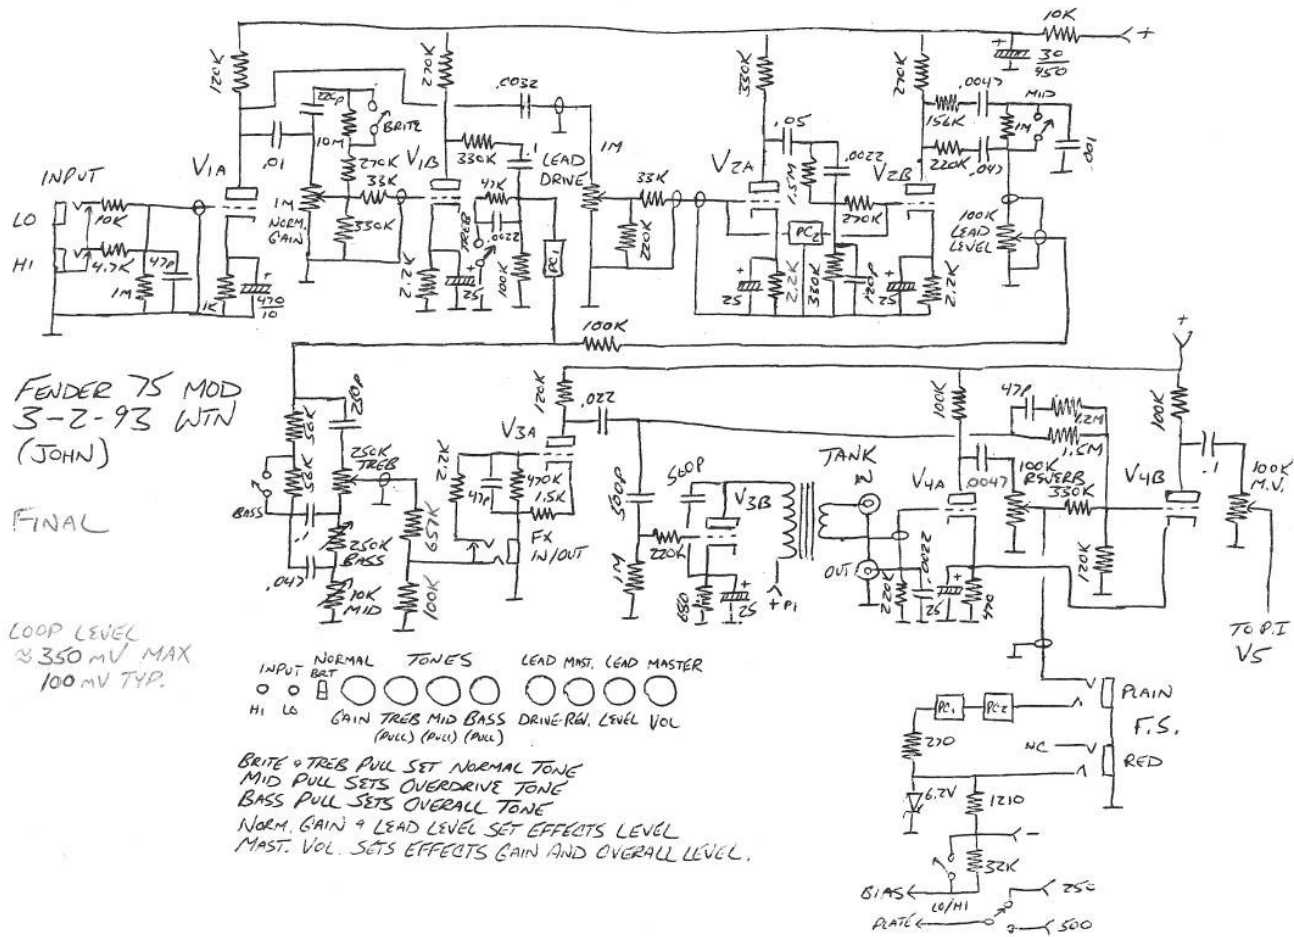 10K
+
+
30
450
120K
270K
330K
270K
220P
BRITE
10M
.01
270K
33K
1M
NORM.
GAIN
330K
V1A
V1B
.0032
330K
.1
LEAD
DRIVE
1M
47K
TREB
.0022
2.2K
+
25
100K
PC1
33K
220K
V2A
.05
1.5M
.0022
V2B
270K
PC2
+
25
2.2K
330K
120P
+
25
2.2K
.0047
156K
MID
1M
.001
220K
.047
100K
LEAD
LEVEL
INPUT
LO
10K
HI
4.7K
47P
1M
1K
+
470
10
100K
FENDER 75 MOD
3-2-93 WTN
(JOHN)
FINAL
LOOP LEVEL
≈ 350 MV MAX
100 MV TYP.
56K
250P
56K
250K
TREB
BASS
.1
250K
BASS
.047
10K
MID
657K
100K
2.2K
47P
470K
1.5K
V3A
120K
.022
FX
IN/OUT
500P
500P
220K
1M
V3B
680
+
25
+ P1
TANK
IN
OUT
220K
.0022
V4A
100K
.0047
+
25
470
47P
1.2M
1.5M
100K
REVERB
330K
120K
V4B
+
100K
.1
100K
M.V.
TO P.I
V5
INPUT
HI
LO
NORMAL
BRT
TONES
LEAD MAST. LEAD MASTER
GAIN TREB MID BASS DRIVE-REV. LEVEL VOL
(PULL) (PULL) (PULL)
BRITE & TREB PULL SET NORMAL TONE
MID PULL SETS OVERDRIVE TONE
BASS PULL SETS OVERALL TONE
NORM. GAIN & LEAD LEVEL SET EFFECTS LEVEL
MAST. VOL. SETS EFFECTS GAIN AND OVERALL LEVEL.
PC1
PC2
PLAIN
F.S.
270
NC
RED
6.2V
1210
-
32K
BIAS
LO/HI
250
PLATE
500